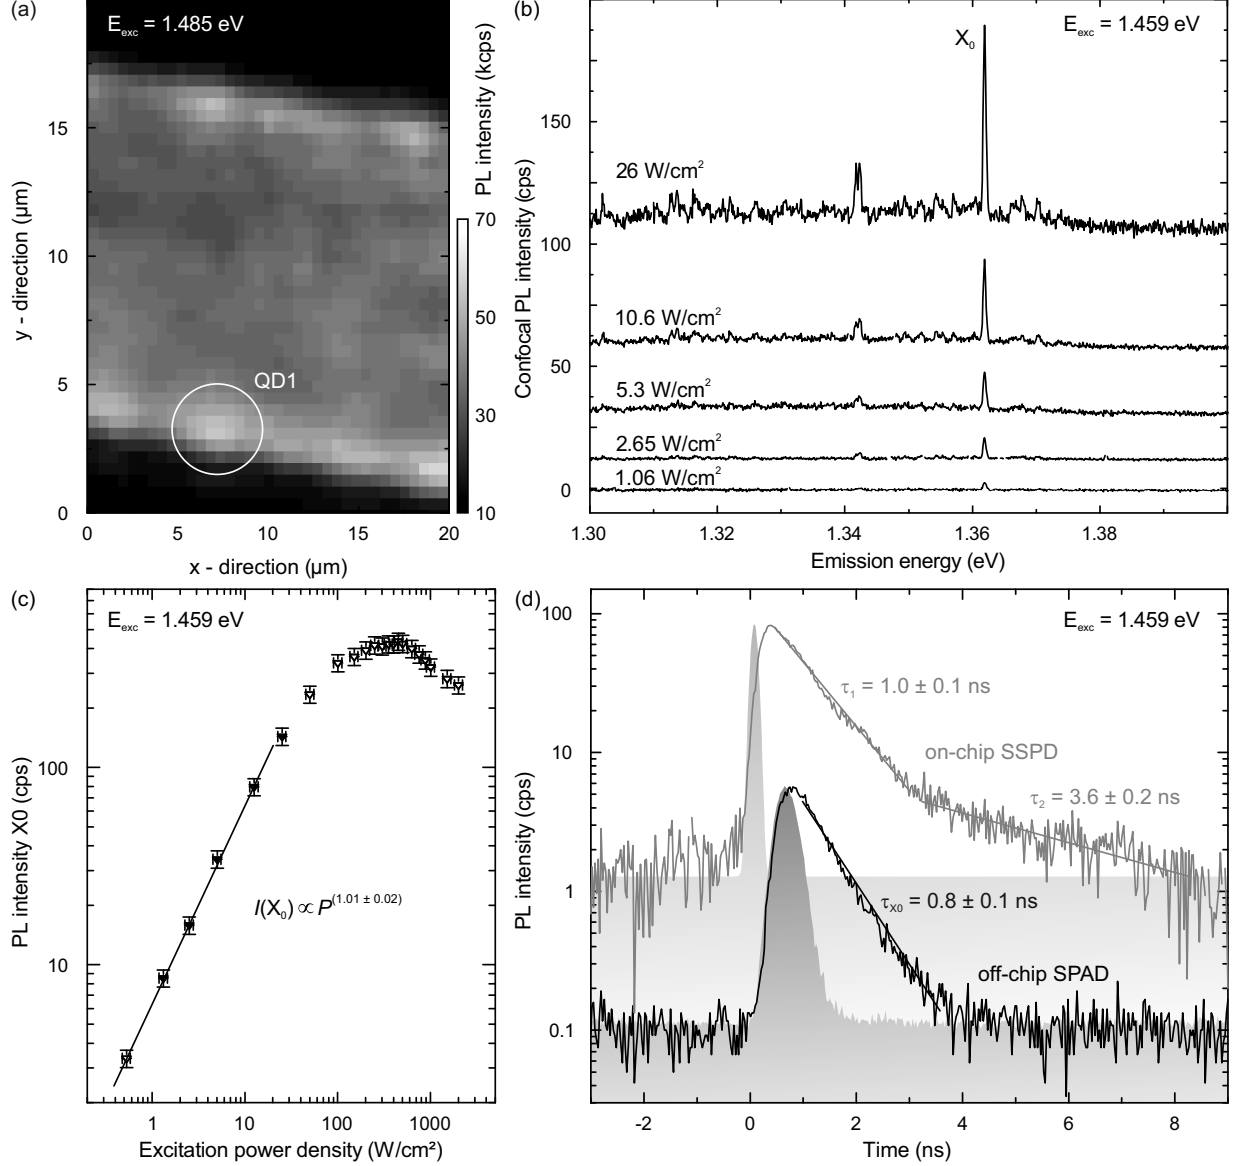 (a)
E_exc = 1.485 eV
QD1
y - direction (µm)
15
10
5
0
0 5 10 15 20
x - direction (µm)
PL intensity (kcps)
70
50
30
10
(b)
E_exc = 1.459 eV
X_0
26 W/cm²
10.6 W/cm²
5.3 W/cm²
2.65 W/cm²
1.06 W/cm²
Confocal PL intensity (cps)
150
100
50
0
1.30 1.32 1.34 1.36 1.38
Emission energy (eV)
(c)
E_exc = 1.459 eV
I(X_0) ∝ P^(1.01 ± 0.02)
PL intensity X0 (cps)
100
10
1 10 100 1000
Excitation power density (W/cm²)
(d)
E_exc = 1.459 eV
τ_1 = 1.0 ± 0.1 ns
on-chip SSPD
τ_2 = 3.6 ± 0.2 ns
τ_X0 = 0.8 ± 0.1 ns
off-chip SPAD
PL intensity (cps)
100
10
1
0.1
-2 0 2 4 6 8
Time (ns)